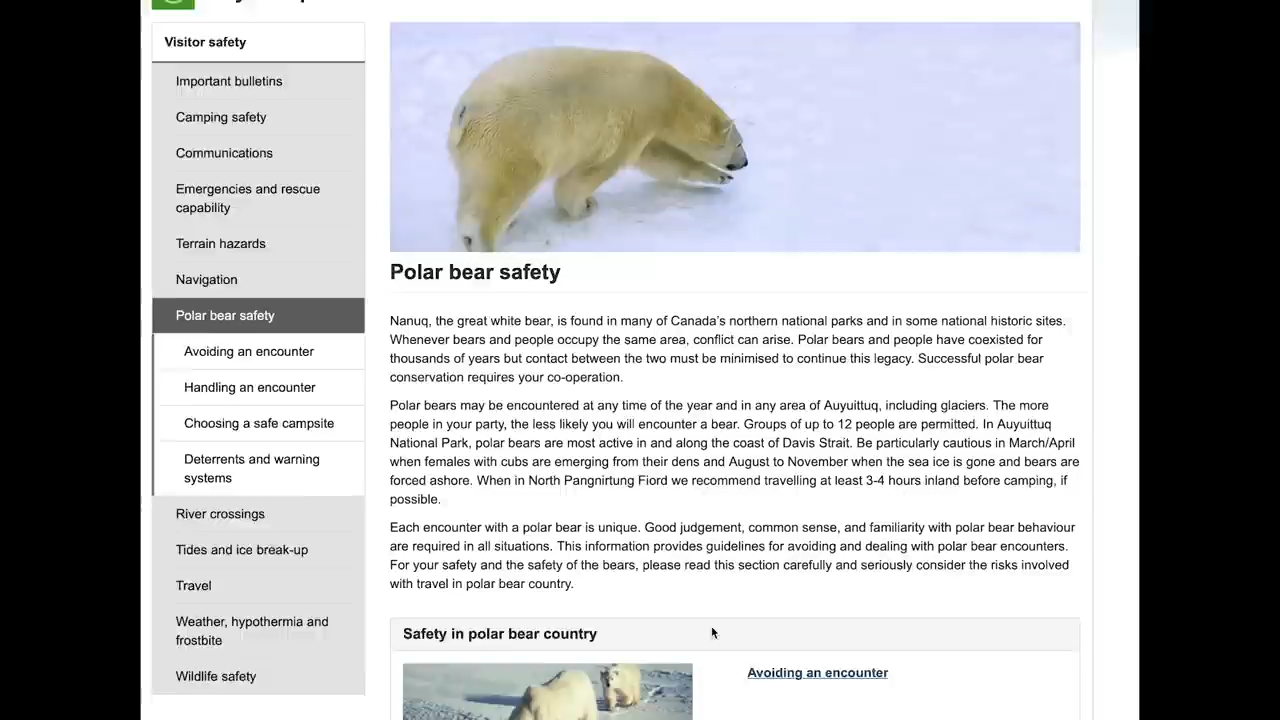 Visitor safety
Important bulletins
Camping safety
Communications
Emergencies and rescue
capability
Terrain hazards
Navigation
Polar bear safety
Avoiding an encounter
Handling an encounter
Choosing a safe campsite
Deterrents and warning
systems
River crossings
Tides and ice break-up
Travel
Weather, hypothermia and
frostbite
Wildlife safety
Polar bear safety
Nanuq, the great white bear, is found in many of Canada's northern national parks and in some national historic sites.
Whenever bears and people occupy the same area, conflict can arise. Polar bears and people have coexisted for
thousands of years but contact between the two must be minimised to continue this legacy. Successful polar bear
conservation requires your co-operation.
Polar bears may be encountered at any time of the year and in any area of Auyuittuq, including glaciers. The more
people in your party, the less likely you will encounter a bear. Groups of up to 12 people are permitted. In Auyuittuq
National Park, polar bears are most active in and along the coast of Davis Strait. Be particularly cautious in March/April
when females with cubs are emerging from their dens and August to November when the sea ice is gone and bears are
forced ashore. When in North Pangnirtung Fiord we recommend travelling at least 3-4 hours inland before camping, if
possible.
Each encounter with a polar bear is unique. Good judgement, common sense, and familiarity with polar bear behaviour
are required in all situations. This information provides guidelines for avoiding and dealing with polar bear encounters.
For your safety and the safety of the bears, please read this section carefully and seriously consider the risks involved
with travel in polar bear country.
Safety in polar bear country
Avoiding an encounter